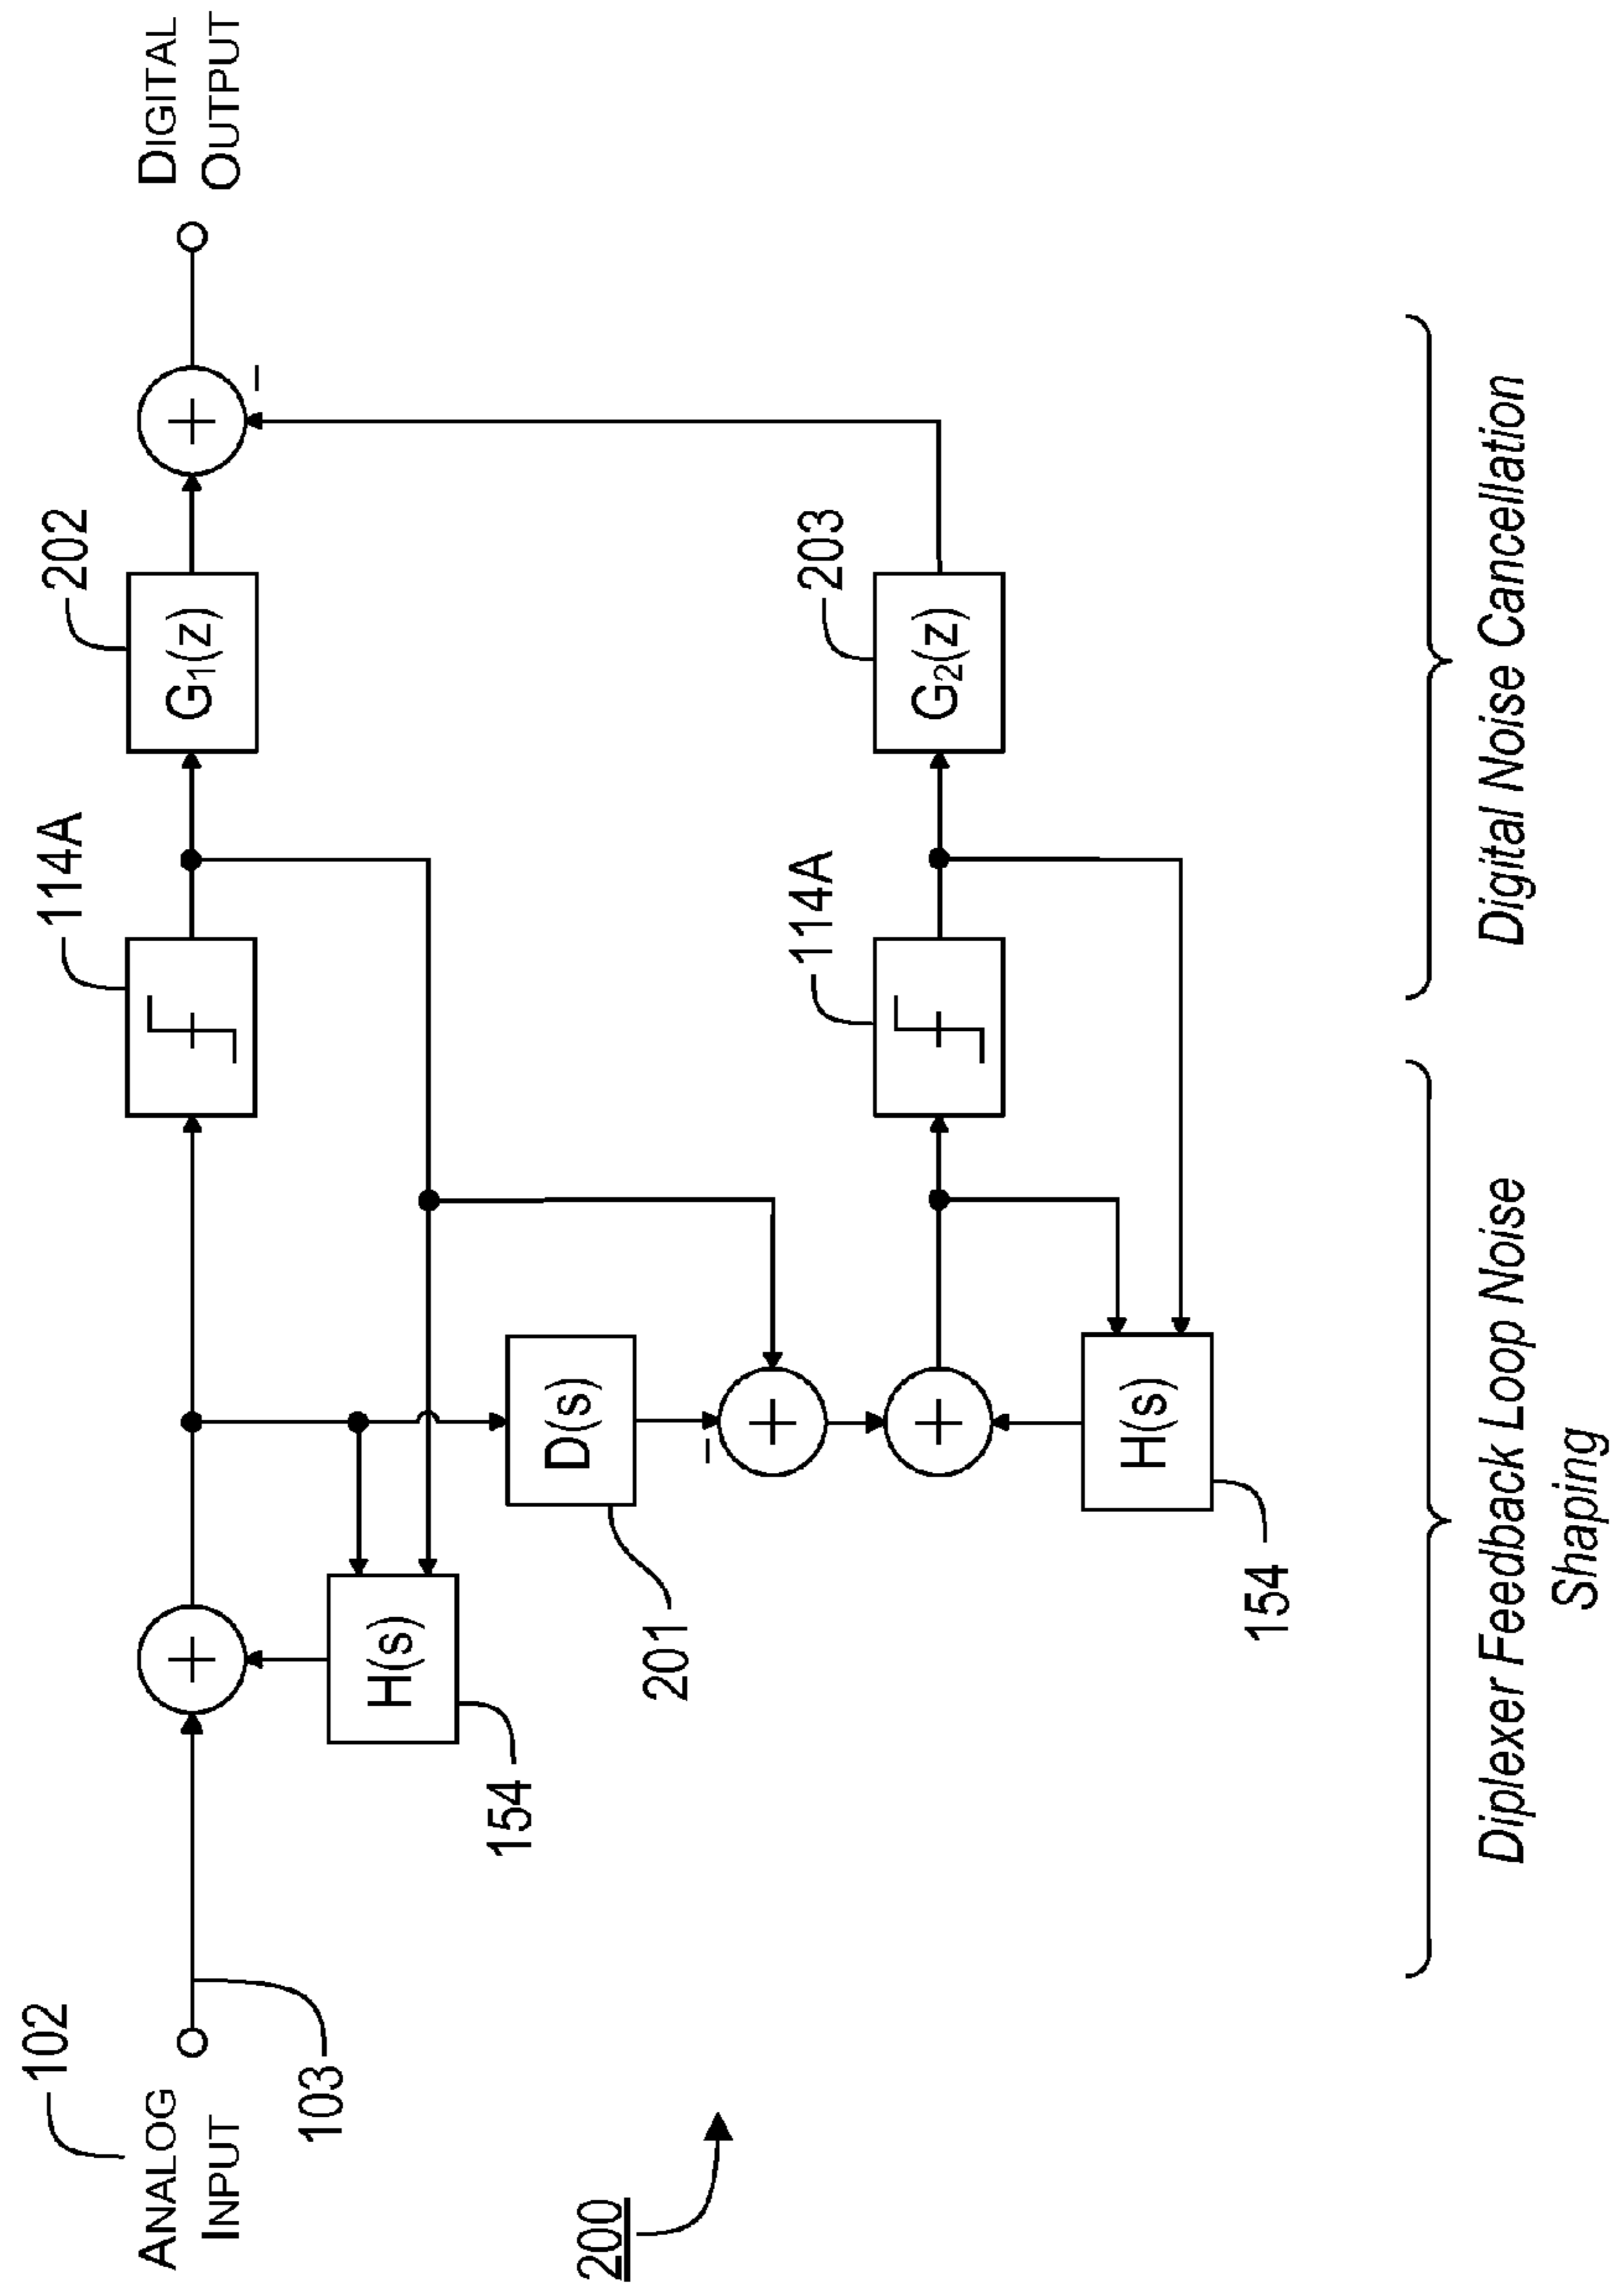 102
ANALOG
INPUT
103
200
154
H(s)
201
D(s)
114A
202
G1(z)
DIGITAL
OUTPUT
–
–
H(s)
154
114A
203
G2(z)
Diplexer Feedback Loop Noise
Shaping
Digital Noise Cancellation